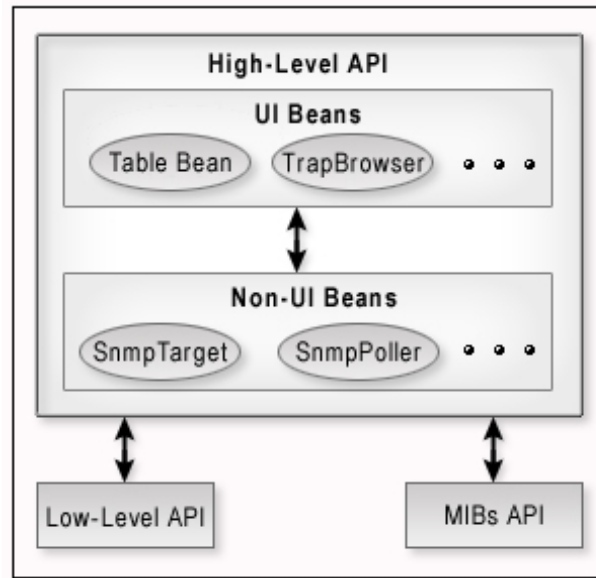 High-Level API
UI Beans
Table Bean
TrapBrowser
Non-UI Beans
SnmpTarget
SnmpPoller
Low-Level API
MIBs API